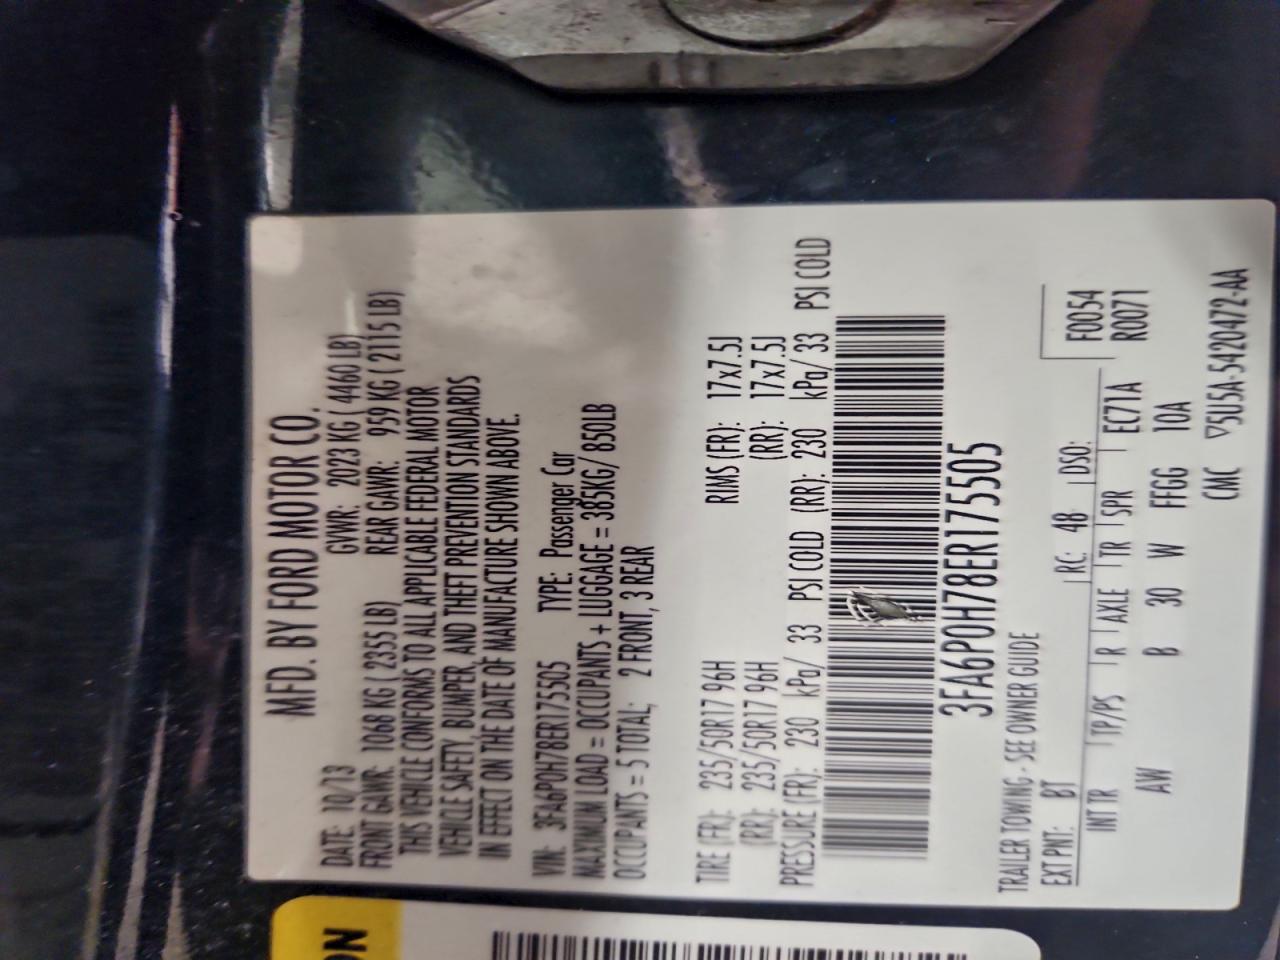 MFD. BY FORD MOTOR CO.
DATE: 10/13 GVWR: 2023 KG ( 4460 LB)
FRONT GAWR: 1068 KG ( 2355 LB) REAR GAWR: 959 KG ( 2115 LB)
THIS VEHICLE CONFORMS TO ALL APPLICABLE FEDERAL MOTOR
VEHICLE SAFETY, BUMPER, AND THEFT PREVENTION STANDARDS
IN EFFECT ON THE DATE OF MANUFACTURE SHOWN ABOVE.
VIN: 3FA6P0H78ER175505 TYPE: Passenger Car
MAXIMUM LOAD = OCCUPANTS + LUGGAGE = 385KG/ 850LB
OCCUPANTS = 5 TOTAL; 2 FRONT, 3 REAR
TIRE (FR): 235/50R17 96H RIMS (FR): 17x7.5J
(RR): 235/50R17 96H (RR): 17x7.5J
PRESSURE (FR): 230 kPa/ 33 PSI COLD (RR): 230 kPa/ 33 PSI COLD
3FA6P0H78ER175505
TRAILER TOWING - SEE OWNER GUIDE
EXT PNT: BT RC: 48 DSO: F0054
INT TR TP/PS R AXLE TR SPR EC71A R0071
AW B 30 W FFGG 10A
CMC ▽5U5A-5420472-AA
ON